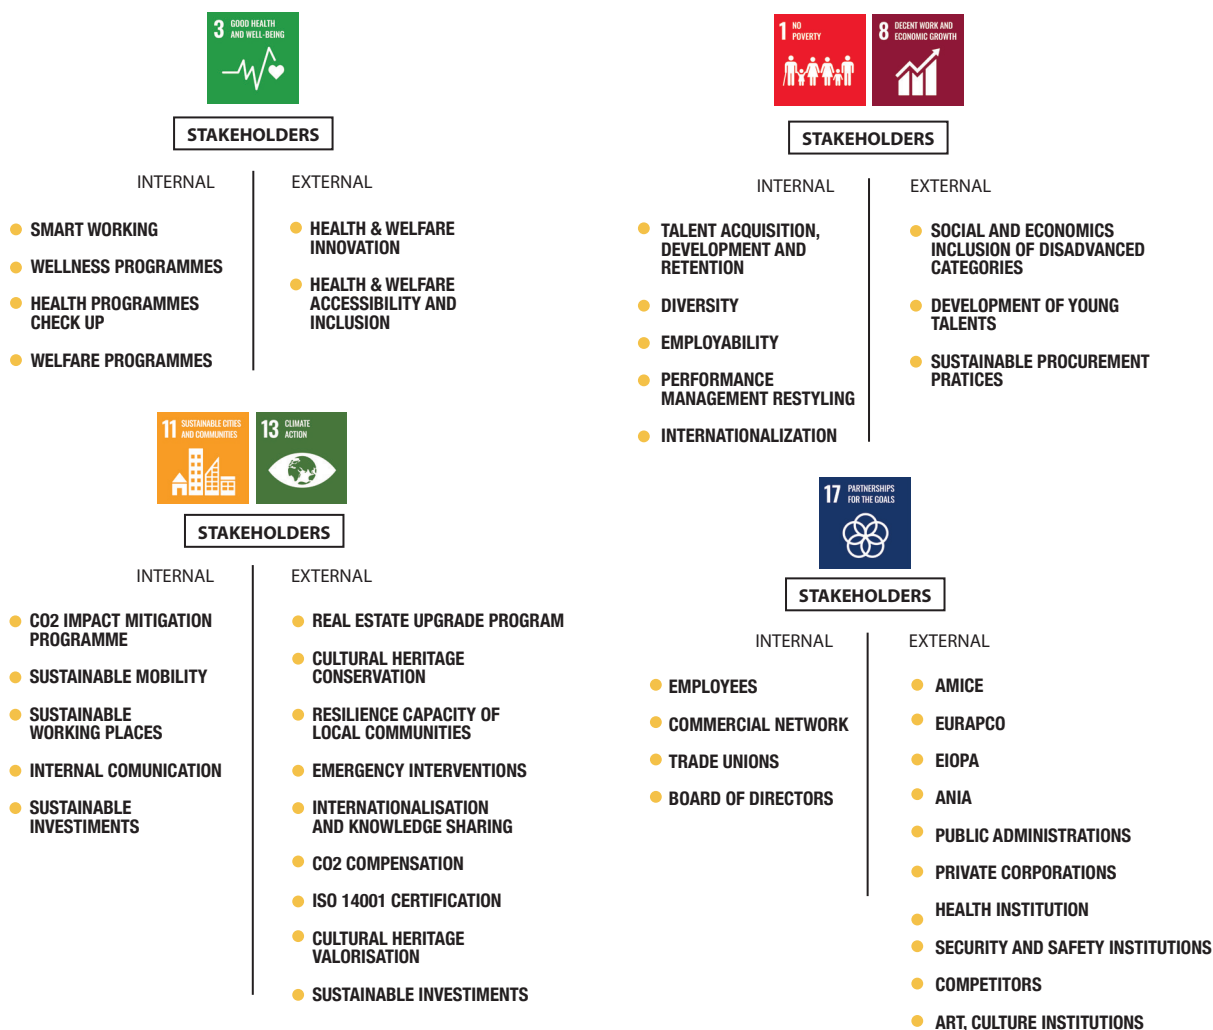 3 GOOD HEALTH
AND WELL-BEING
STAKEHOLDERS
INTERNAL
SMART WORKING
WELLNESS PROGRAMMES
HEALTH PROGRAMMES
CHECK UP
WELFARE PROGRAMMES
EXTERNAL
HEALTH & WELFARE
INNOVATION
HEALTH & WELFARE
ACCESSIBILITY AND
INCLUSION
1 NO
POVERTY
8 DECENT WORK AND
ECONOMIC GROWTH
STAKEHOLDERS
INTERNAL
TALENT ACQUISITION,
DEVELOPMENT AND
RETENTION
DIVERSITY
EMPLOYABILITY
PERFORMANCE
MANAGEMENT RESTYLING
INTERNATIONALIZATION
EXTERNAL
SOCIAL AND ECONOMICS
INCLUSION OF DISADVANCED
CATEGORIES
DEVELOPMENT OF YOUNG
TALENTS
SUSTAINABLE PROCUREMENT
PRATICES
11 SUSTAINABLE CITIES
AND COMMUNITIES
13 CLIMATE
ACTION
STAKEHOLDERS
INTERNAL
CO2 IMPACT MITIGATION
PROGRAMME
SUSTAINABLE MOBILITY
SUSTAINABLE
WORKING PLACES
INTERNAL COMUNICATION
SUSTAINABLE
INVESTIMENTS
EXTERNAL
REAL ESTATE UPGRADE PROGRAM
CULTURAL HERITAGE
CONSERVATION
RESILIENCE CAPACITY OF
LOCAL COMMUNITIES
EMERGENCY INTERVENTIONS
INTERNATIONALISATION
AND KNOWLEDGE SHARING
CO2 COMPENSATION
ISO 14001 CERTIFICATION
CULTURAL HERITAGE
VALORISATION
SUSTAINABLE INVESTIMENTS
17 PARTNERSHIPS
FOR THE GOALS
STAKEHOLDERS
INTERNAL
EMPLOYEES
COMMERCIAL NETWORK
TRADE UNIONS
BOARD OF DIRECTORS
EXTERNAL
AMICE
EURAPCO
EIOPA
ANIA
PUBLIC ADMINISTRATIONS
PRIVATE CORPORATIONS
HEALTH INSTITUTION
SECURITY AND SAFETY INSTITUTIONS
COMPETITORS
ART, CULTURE INSTITUTIONS